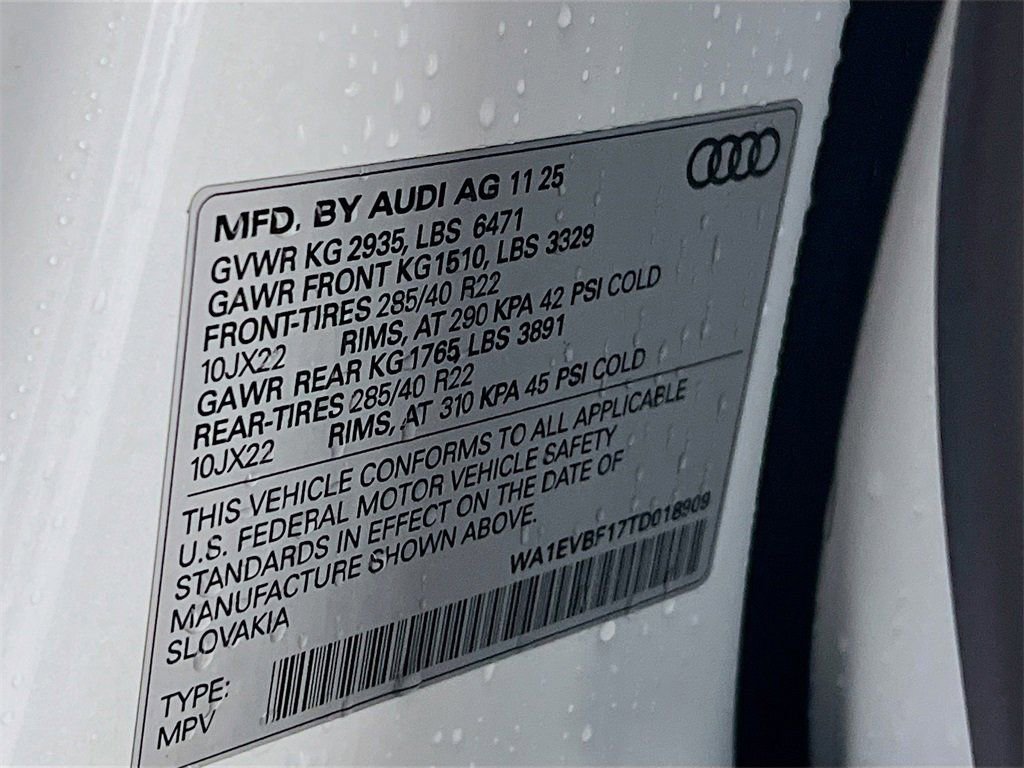 MFD. BY AUDI AG 11 25
GVWR KG 2935, LBS 6471
GAWR FRONT KG1510, LBS 3329
FRONT-TIRES 285/40 R22
10JX22 RIMS, AT 290 KPA 42 PSI COLD
GAWR REAR KG1765 LBS 3891
REAR-TIRES 285/40 R22
10JX22 RIMS, AT 310 KPA 45 PSI COLD
THIS VEHICLE CONFORMS TO ALL APPLICABLE
U.S. FEDERAL MOTOR VEHICLE SAFETY
STANDARDS IN EFFECT ON THE DATE OF
MANUFACTURE SHOWN ABOVE.
SLOVAKIA
WA1EVBF17TD018909
TYPE:
MPV